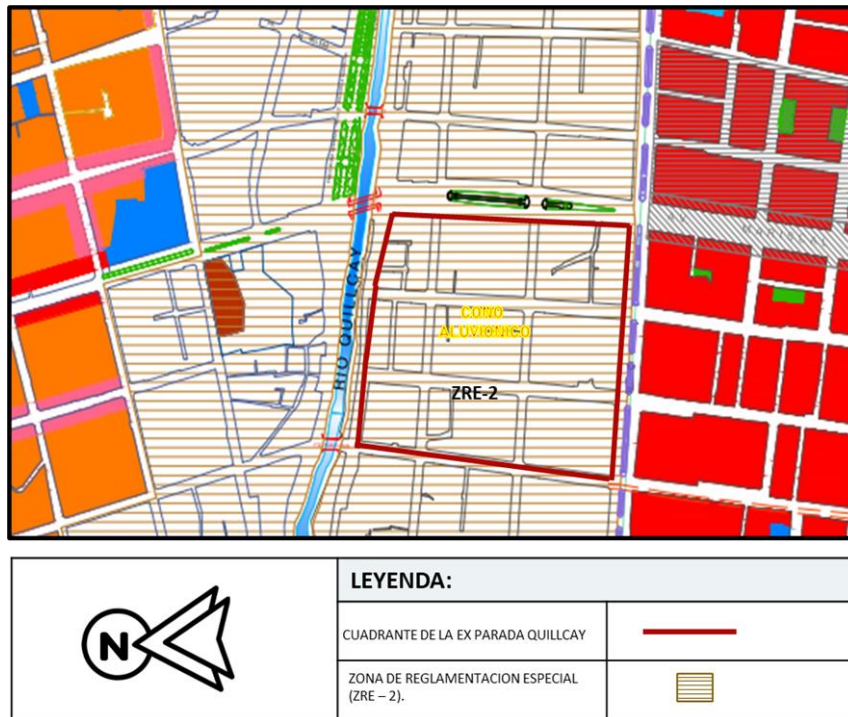 RIO QUILLCAY
CONO
ALUVIONICO
ZRE-2
N
LEYENDA:
CUADRANTE DE LA EX PARADA QUILLCAY
ZONA DE REGLAMENTACION ESPECIAL
(ZRE – 2).